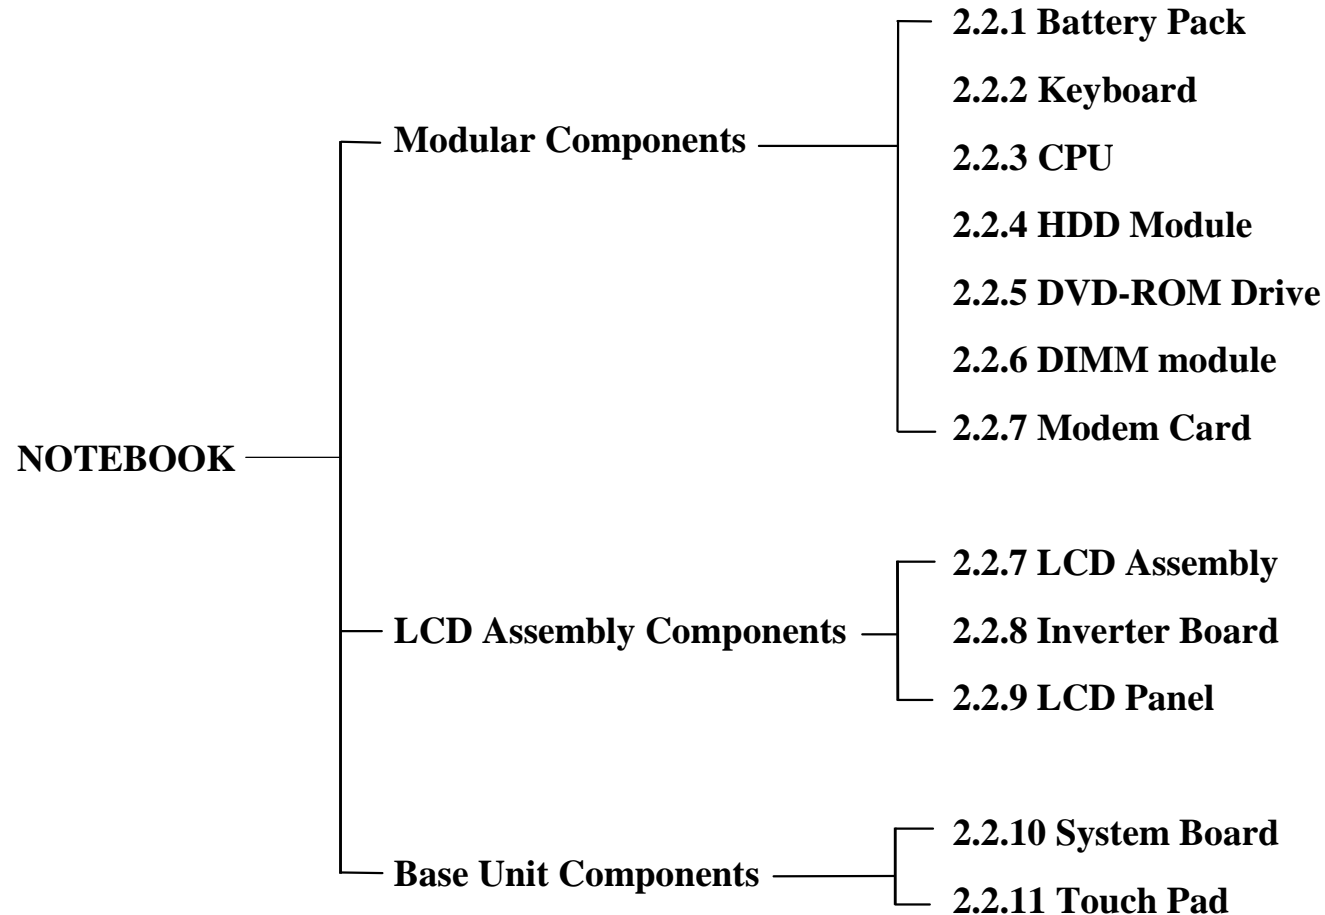 NOTEBOOK
Modular Components
2.2.1 Battery Pack
2.2.2 Keyboard
2.2.3 CPU
2.2.4 HDD Module
2.2.5 DVD-ROM Drive
2.2.6 DIMM module
2.2.7 Modem Card
LCD Assembly Components
2.2.7 LCD Assembly
2.2.8 Inverter Board
2.2.9 LCD Panel
Base Unit Components
2.2.10 System Board
2.2.11 Touch Pad